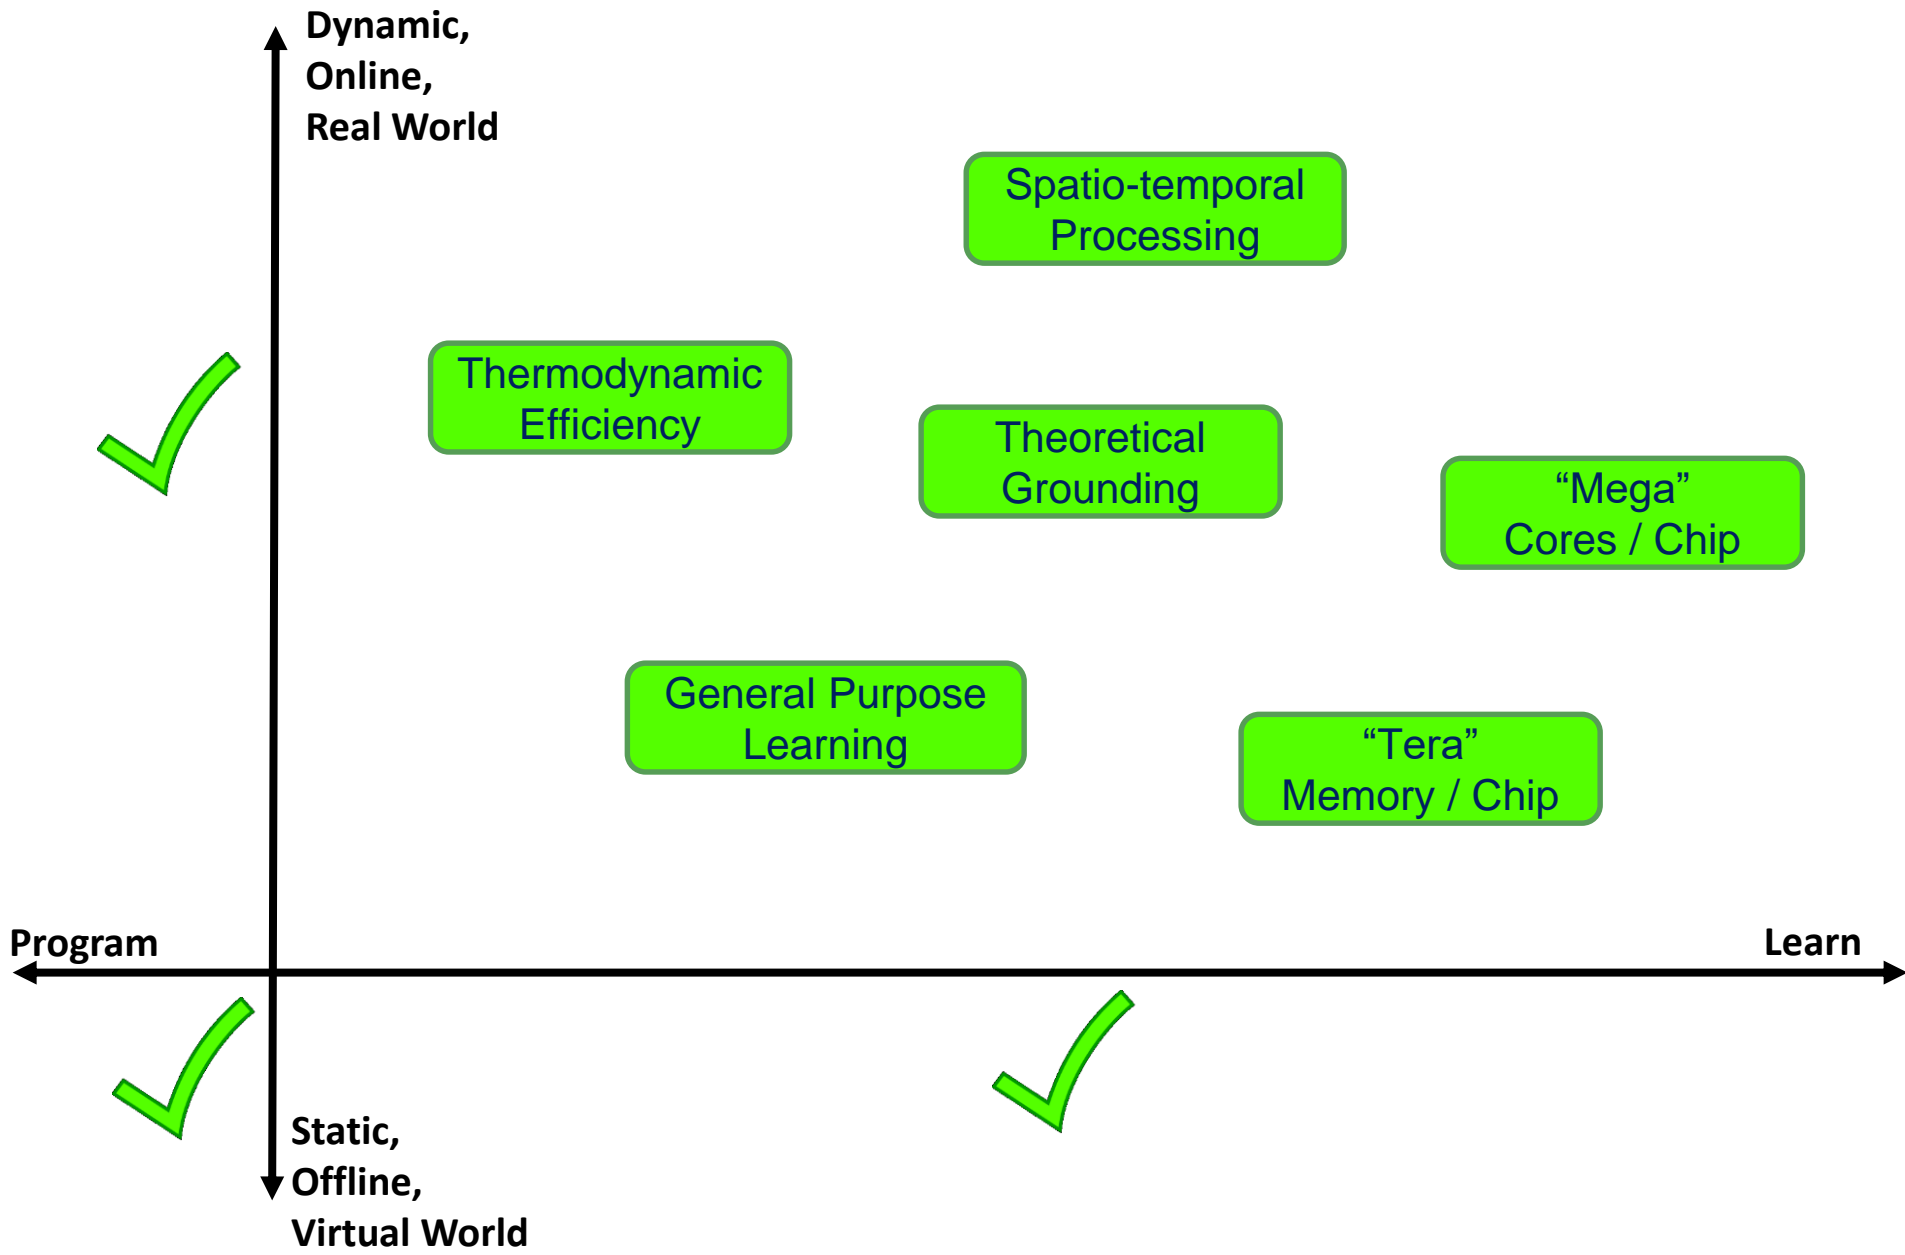 Dynamic,
Online,
Real World
Spatio-temporal
Processing
Thermodynamic
Efficiency
Theoretical
Grounding
“Mega”
Cores / Chip
General Purpose
Learning
“Tera”
Memory / Chip
Program
Learn
Static,
Offline,
Virtual World